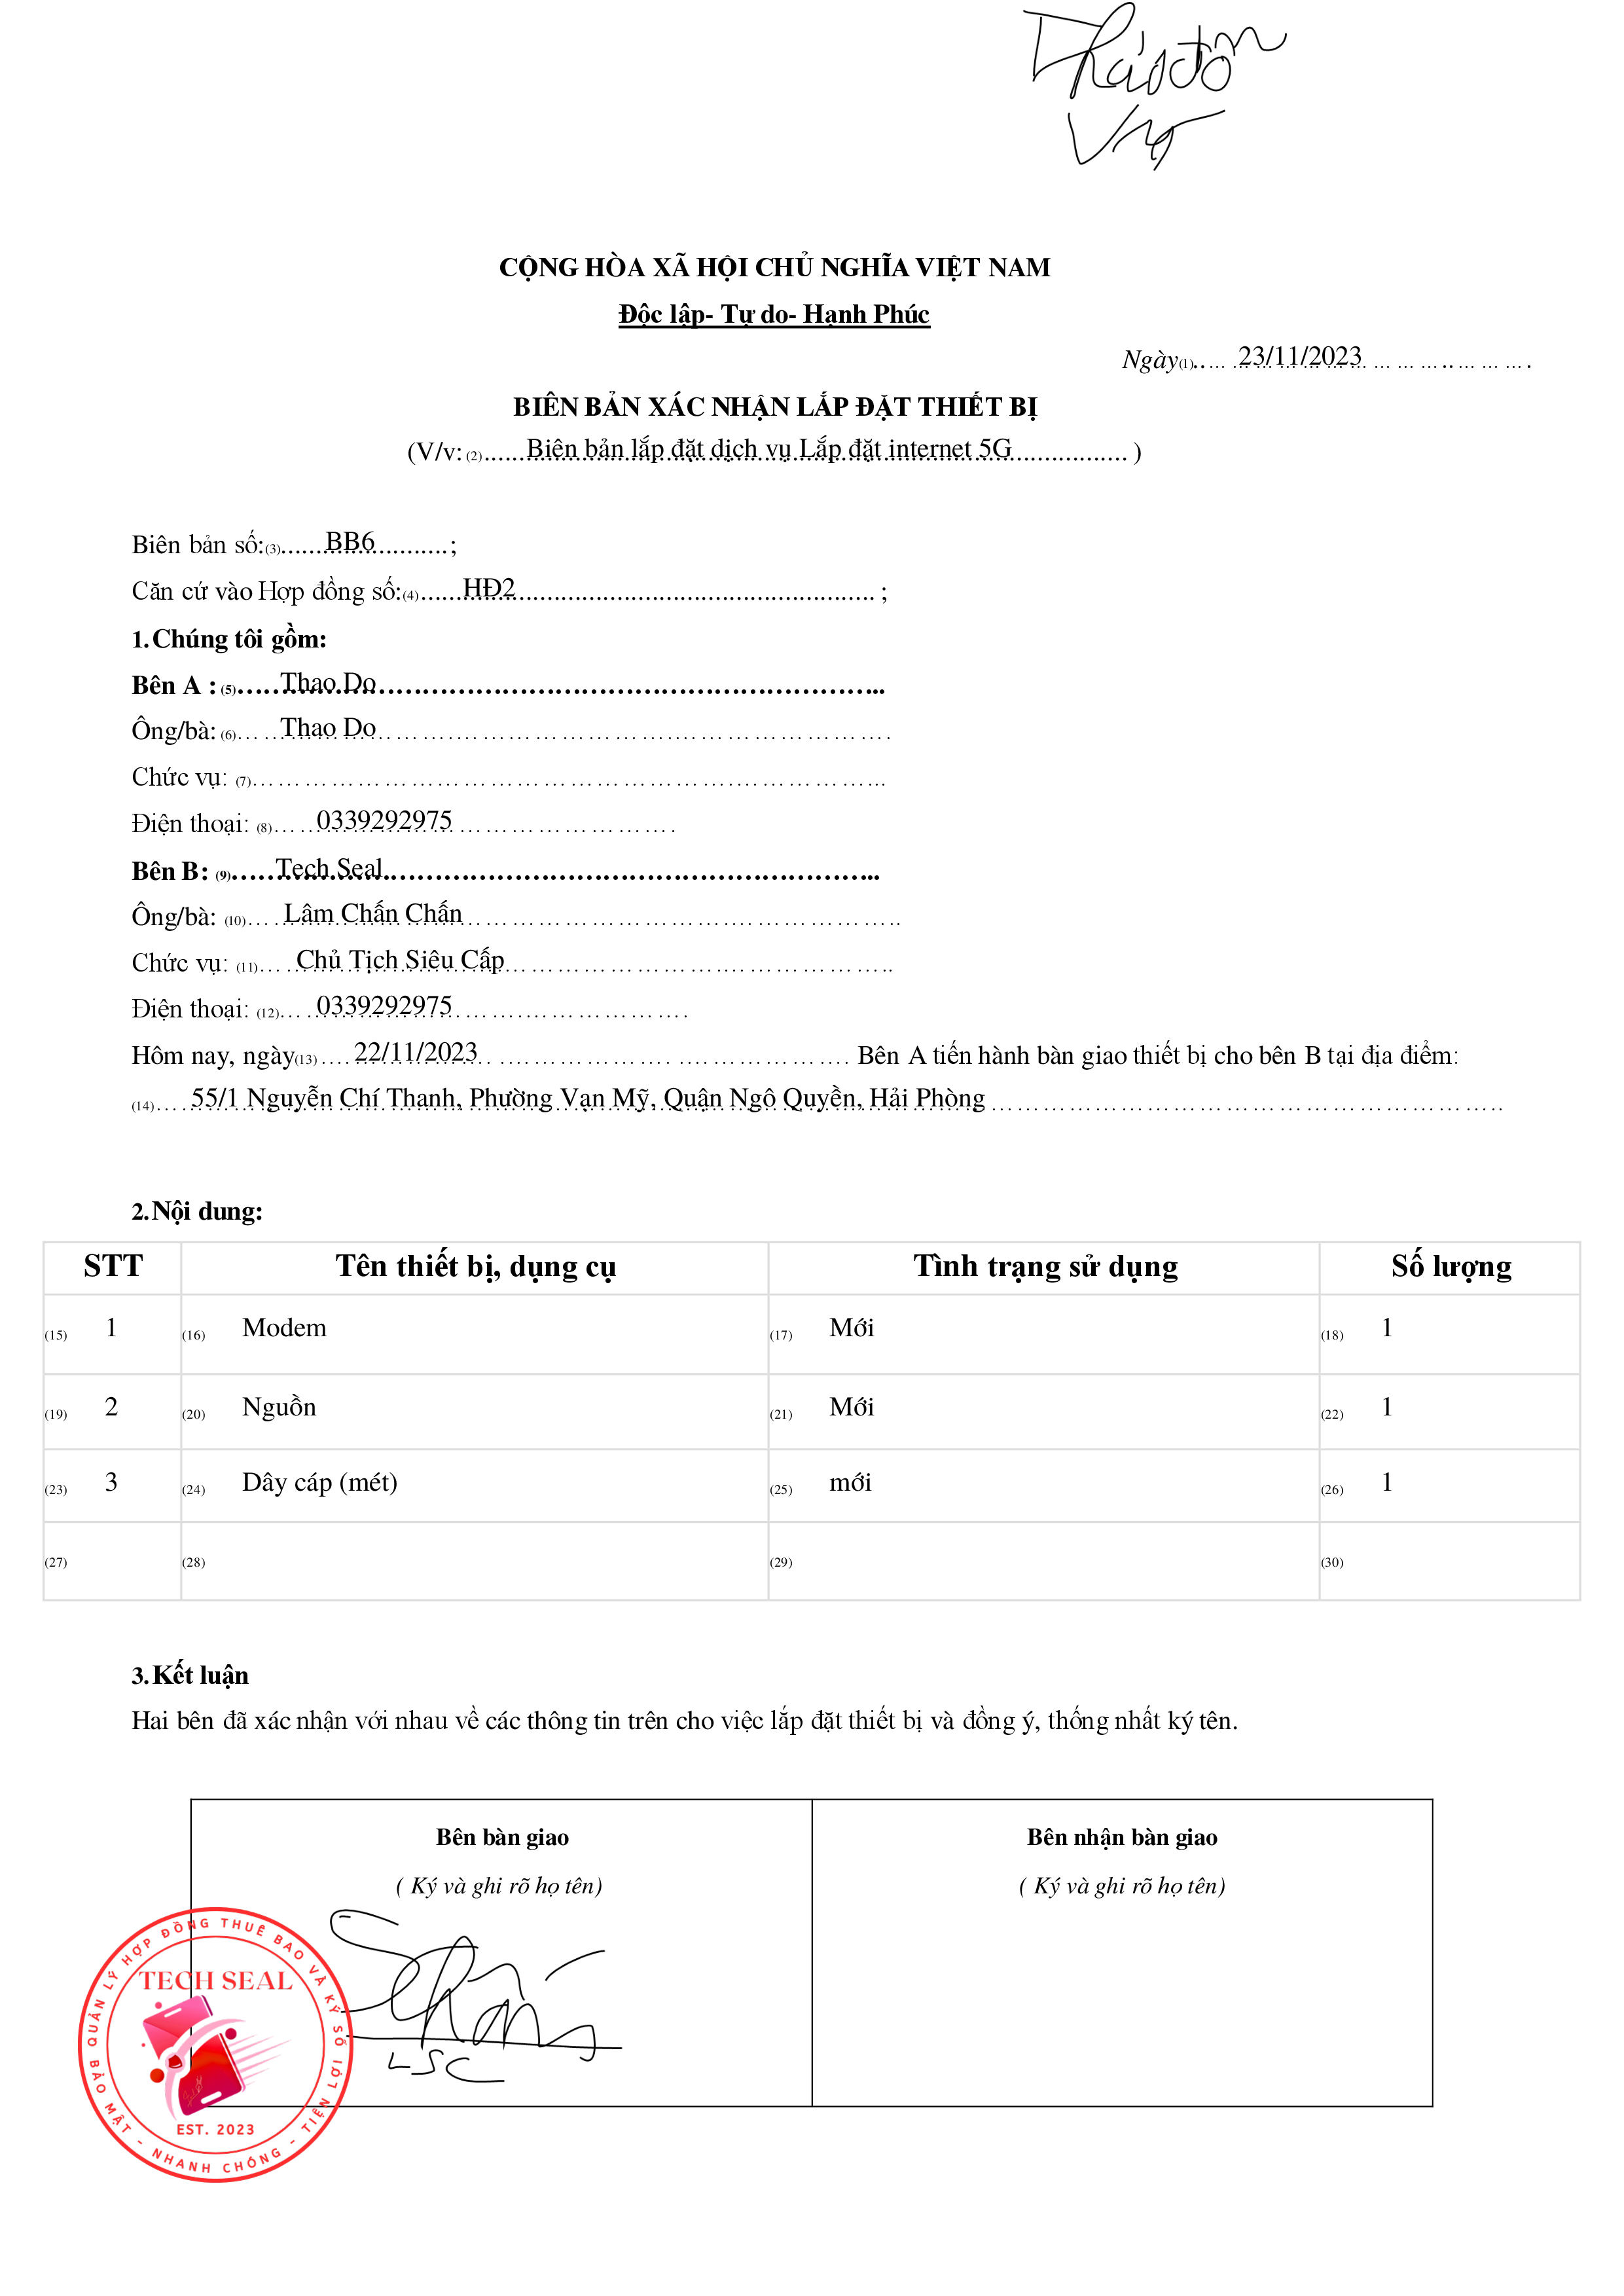 CỘNG HÒA XÃ HỘI CHỦ NGHĨA VIỆT NAM
Độc lập- Tự do- Hạnh Phúc
Ngày(1) 23/11/2023
BIÊN BẢN XÁC NHẬN LẮP ĐẶT THIẾT BỊ
(V/v: (2) Biên bản lắp đặt dịch vụ Lắp đặt internet 5G )
Biên bản số:(3) BB6 ;
Căn cứ vào Hợp đồng số:(4) HĐ2 ;
1. Chúng tôi gồm:
Bên A : (5) Thao Do
Ông/bà: (6) Thao Do
Chức vụ: (7)
Điện thoại: (8) 0339292975
Bên B: (9) Tech Seal
Ông/bà: (10) Lâm Chấn Chấn
Chức vụ: (11) Chủ Tịch Siêu Cấp
Điện thoại: (12) 0339292975
Hôm nay, ngày(13) 22/11/2023 Bên A tiến hành bàn giao thiết bị cho bên B tại địa điểm:
(14) 55/1 Nguyễn Chí Thanh, Phường Vạn Mỹ, Quận Ngô Quyền, Hải Phòng
2. Nội dung:
STT Tên thiết bị, dụng cụ Tình trạng sử dụng Số lượng
(15) 1 (16) Modem (17) Mới (18) 1
(19) 2 (20) Nguồn (21) Mới (22) 1
(23) 3 (24) Dây cáp (mét) (25) mới (26) 1
(27) (28) (29) (30)
3. Kết luận
Hai bên đã xác nhận với nhau về các thông tin trên cho việc lắp đặt thiết bị và đồng ý, thống nhất ký tên.
Bên bàn giao Bên nhận bàn giao
( Ký và ghi rõ họ tên) ( Ký và ghi rõ họ tên)
QUẢN LÝ HỢP ĐỒNG THUÊ BAO VÀ KÝ SỐ
TECH SEAL
EST. 2023
BẢO MẬT - NHANH CHÓNG - TIỆN LỢI
LSC